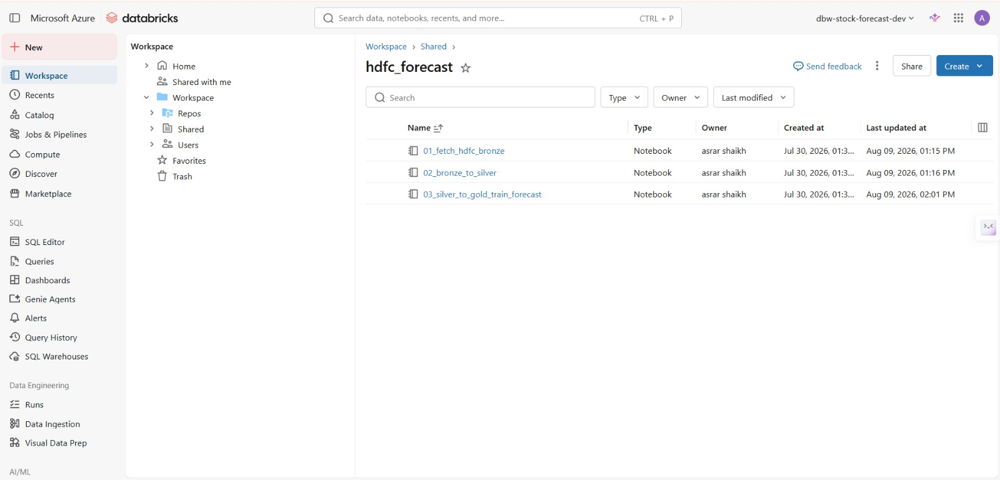 Microsoft Azure databricks
Search data, notebooks, recents, and more... CTRL + P
dbw-stock-forecast-dev
A
New
Workspace
Recents
Catalog
Jobs & Pipelines
Compute
Discover
Marketplace
SQL
SQL Editor
Queries
Dashboards
Genie Agents
Alerts
Query History
SQL Warehouses
Data Engineering
Runs
Data Ingestion
Visual Data Prep
AI/ML
Workspace
Home
Shared with me
Workspace
Repos
Shared
Users
Favorites
Trash
Workspace › Shared ›
hdfc_forecast
Send feedback
Share
Create
Search
Type
Owner
Last modified
Name Type Owner Created at Last updated at
01_fetch_hdfc_bronze Notebook asrar shaikh Jul 30, 2026, 01:3... Aug 09, 2026, 01:15 PM
02_bronze_to_silver Notebook asrar shaikh Jul 30, 2026, 01:3... Aug 09, 2026, 01:16 PM
03_silver_to_gold_train_forecast Notebook asrar shaikh Jul 30, 2026, 01:3... Aug 09, 2026, 02:01 PM